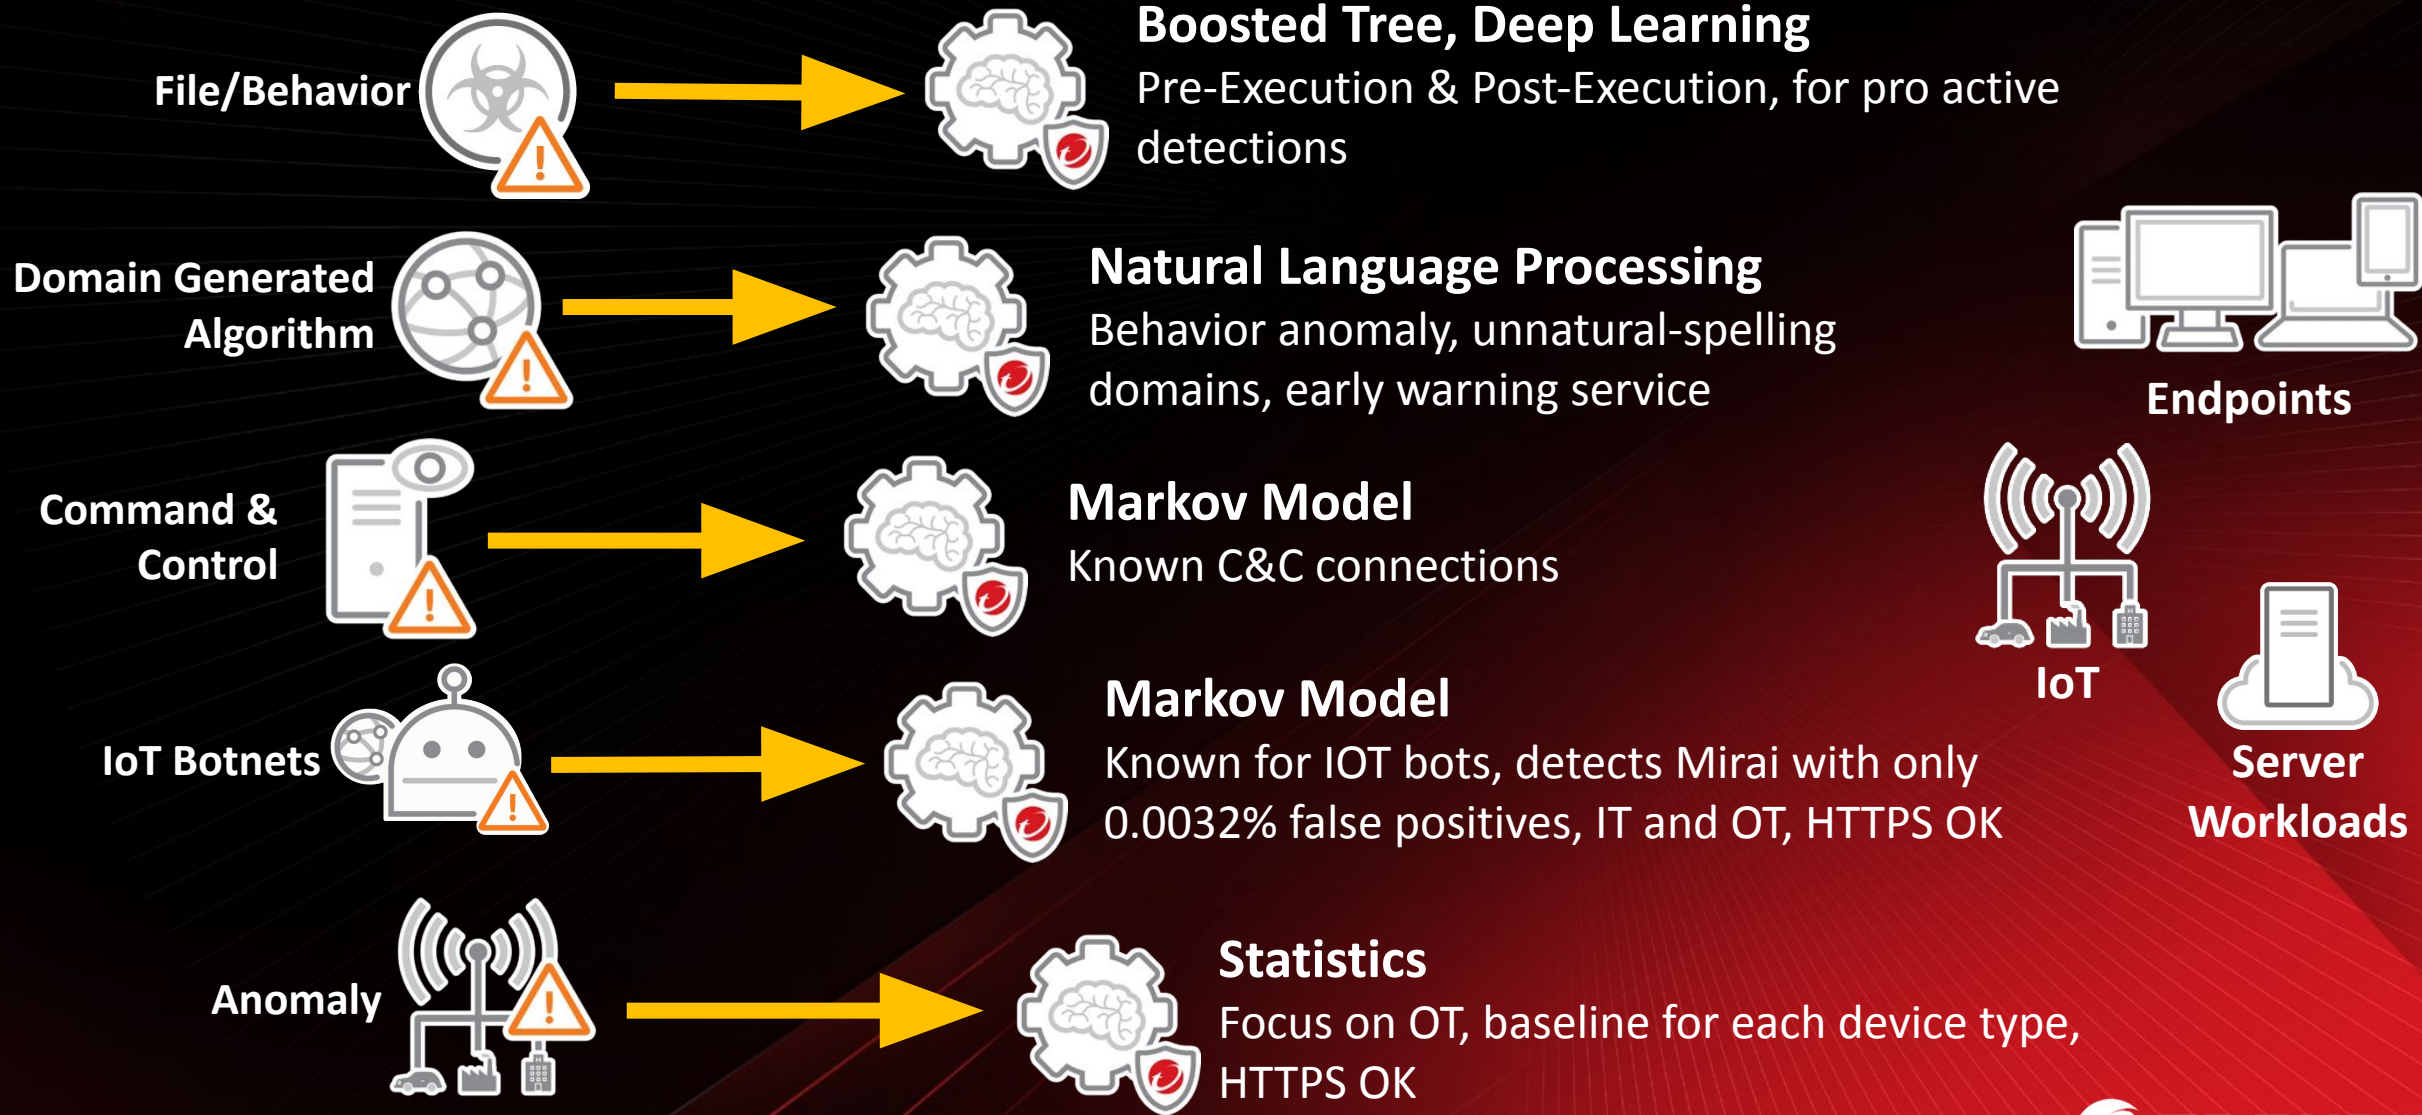 File/Behavior
Boosted Tree, Deep Learning
Pre-Execution & Post-Execution, for pro active
detections
Domain Generated
Algorithm
Natural Language Processing
Behavior anomaly, unnatural-spelling
domains, early warning service
Command &
Control
Markov Model
Known C&C connections
IoT Botnets
Markov Model
Known for IOT bots, detects Mirai with only
0.0032% false positives, IT and OT, HTTPS OK
Anomaly
Statistics
Focus on OT, baseline for each device type,
HTTPS OK
Endpoints
IoT
Server
Workloads